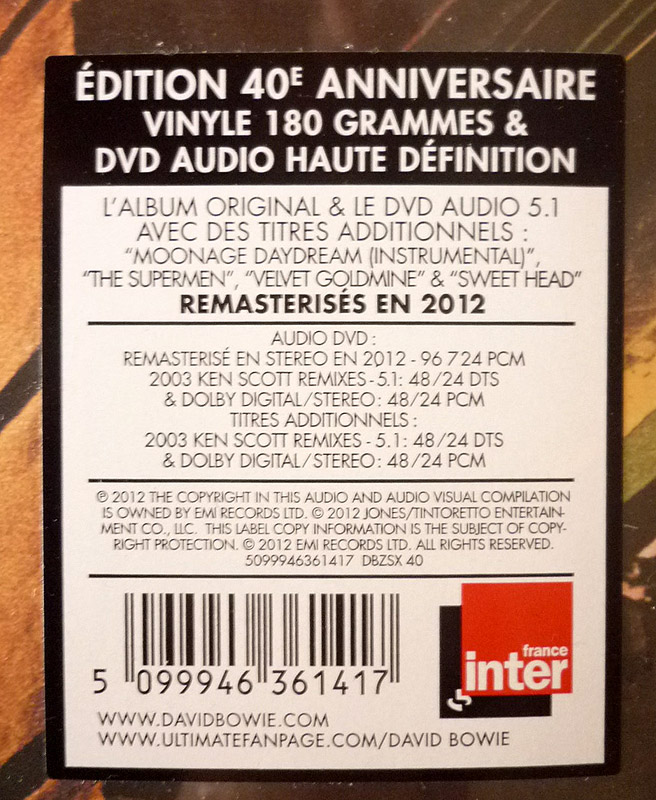 ÉDITION 40E ANNIVERSAIRE
VINYLE 180 GRAMMES &
DVD AUDIO HAUTE DÉFINITION
L'ALBUM ORIGINAL & LE DVD AUDIO 5.1
AVEC DES TITRES ADDITIONNELS :
“MOONAGE DAYDREAM (INSTRUMENTAL)”,
“THE SUPERMEN”, “VELVET GOLDMINE” & “SWEET HEAD”
REMASTERISÉS EN 2012
AUDIO DVD :
REMASTERISÉ EN STEREO EN 2012 - 96 724 PCM
2003 KEN SCOTT REMIXES - 5.1: 48/24 DTS
& DOLBY DIGITAL/STEREO: 48/24 PCM
TITRES ADDITIONNELS :
2003 KEN SCOTT REMIXES - 5.1: 48/24 DTS
& DOLBY DIGITAL/STEREO: 48/24 PCM
℗ 2012 THE COPYRIGHT IN THIS AUDIO AND AUDIO VISUAL COMPILATION
IS OWNED BY EMI RECORDS LTD. © 2012 JONES/TINTORETTO ENTERTAIN-
MENT CO., LLC. THIS LABEL COPY INFORMATION IS THE SUBJECT OF COPY-
RIGHT PROTECTION. © 2012 EMI RECORDS LTD. ALL RIGHTS RESERVED.
5099946361417 DBZSX 40
france
inter
5 099946 361417
WWW.DAVIDBOWIE.COM
WWW.ULTIMATEFANPAGE.COM/DAVID BOWIE